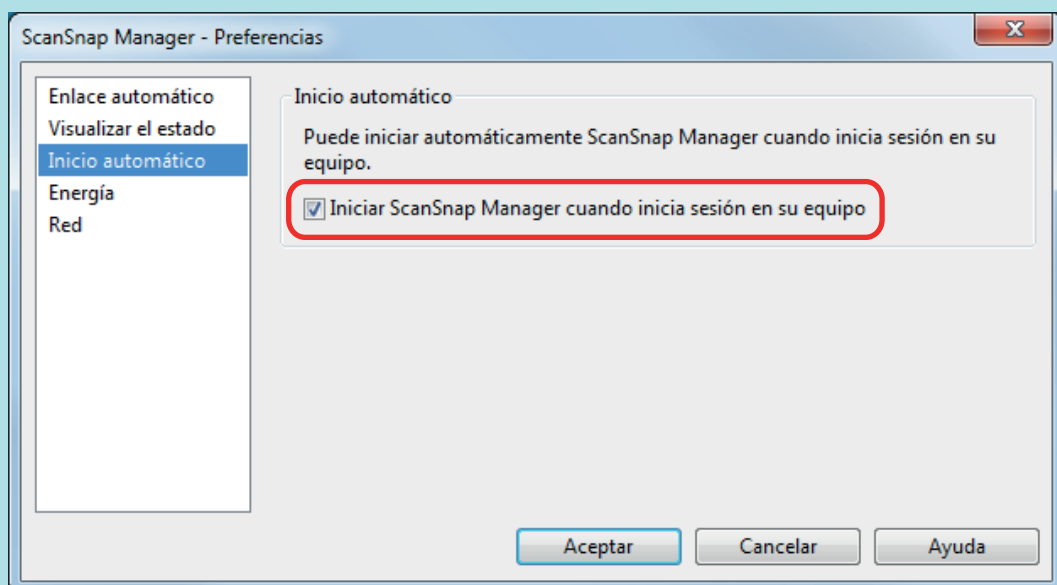 ScanSnap Manager - Preferencias
Enlace automático
Visualizar el estado
Inicio automático
Energía
Red
Inicio automático
Puede iniciar automáticamente ScanSnap Manager cuando inicia sesión en su
equipo.
Iniciar ScanSnap Manager cuando inicia sesión en su equipo
Aceptar
Cancelar
Ayuda